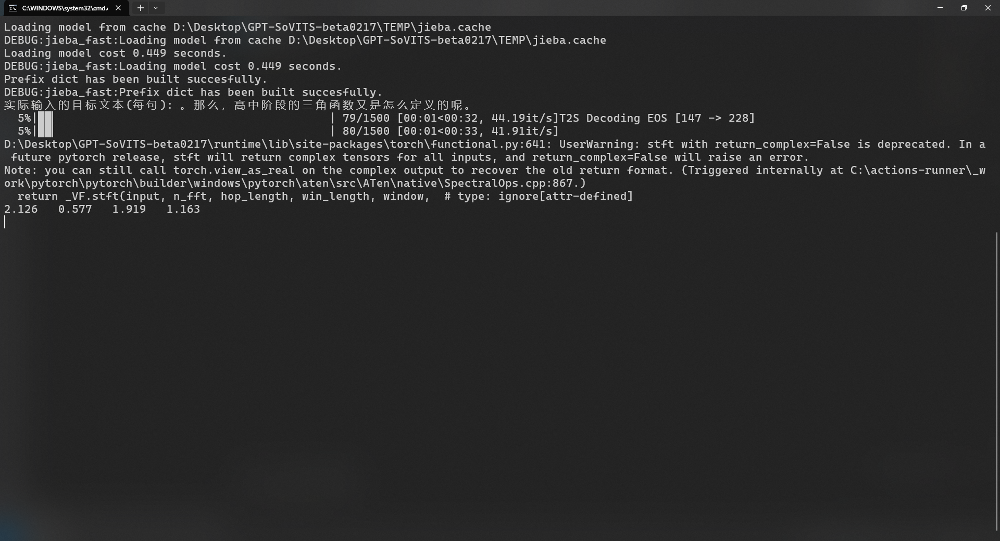 C:\WINDOWS\system32\cmd.
Loading model from cache D:\Desktop\GPT-SoVITS-beta0217\TEMP\jieba.cache
DEBUG:jieba_fast:Loading model from cache D:\Desktop\GPT-SoVITS-beta0217\TEMP\jieba.cache
Loading model cost 0.449 seconds.
DEBUG:jieba_fast:Loading model cost 0.449 seconds.
Prefix dict has been built succesfully.
DEBUG:jieba_fast:Prefix dict has been built succesfully.
实际输入的目标文本(每句): 。那么, 高中阶段的三角函数又是怎么定义的呢。
5%| | 79/1500 [00:01<00:32, 44.19it/s]T2S Decoding EOS [147 -> 228]
5%| | 80/1500 [00:01<00:33, 41.91it/s]
D:\Desktop\GPT-SoVITS-beta0217\runtime\lib\site-packages\torch\functional.py:641: UserWarning: stft with return_complex=False is deprecated. In a
future pytorch release, stft will return complex tensors for all inputs, and return_complex=False will raise an error.
Note: you can still call torch.view_as_real on the complex output to recover the old return format. (Triggered internally at C:\actions-runner\_w
ork\pytorch\pytorch\builder\windows\pytorch\aten\src\ATen\native\SpectralOps.cpp:867.)
return _VF.stft(input, n_fft, hop_length, win_length, window,  # type: ignore[attr-defined]
2.126   0.577   1.919   1.163